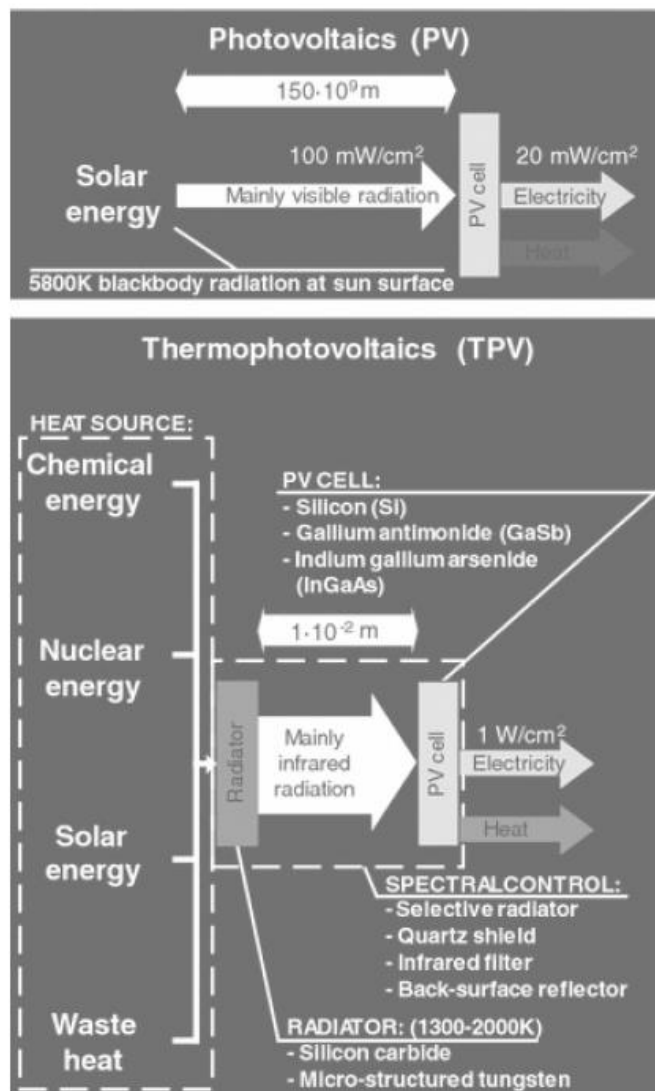 Photovoltaics (PV)
150·10⁹ m
100 mW/cm²
20 mW/cm²
Solar
energy
Mainly visible radiation
PV cell
Electricity
Heat
5800K blackbody radiation at sun surface
Thermophotovoltaics (TPV)
HEAT SOURCE:
Chemical
energy
PV CELL:
- Silicon (Si)
- Gallium antimonide (GaSb)
- Indium gallium arsenide
(InGaAs)
1·10⁻² m
Nuclear
energy
Radiator
Mainly
infrared
radiation
PV cell
1 W/cm²
Electricity
Heat
Solar
energy
SPECTRALCONTROL:
- Selective radiator
- Quartz shield
- Infrared filter
- Back-surface reflector
Waste
heat
RADIATOR: (1300-2000K)
- Silicon carbide
- Micro-structured tungsten